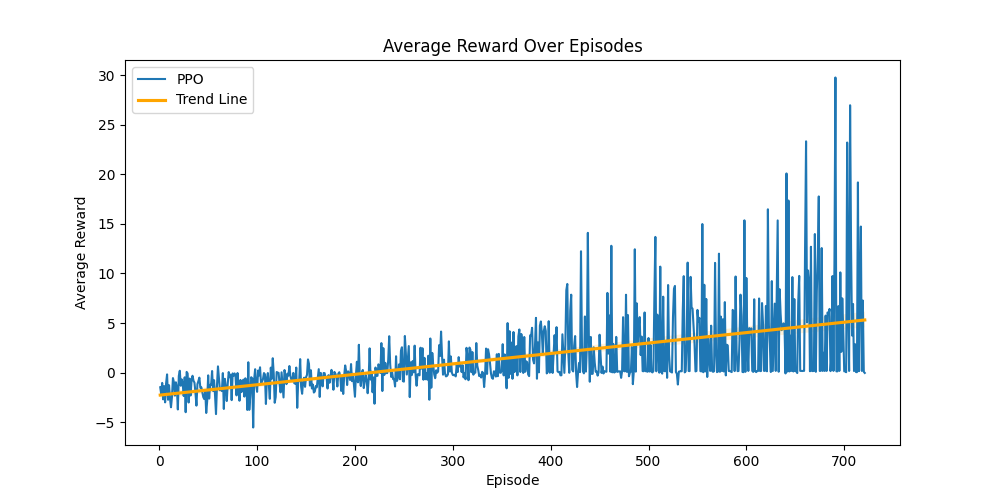 Average Reward Over Episodes
PPO
Trend Line
30
25
20
15
10
5
0
−5
Average Reward
0 100 200 300 400 500 600 700
Episode